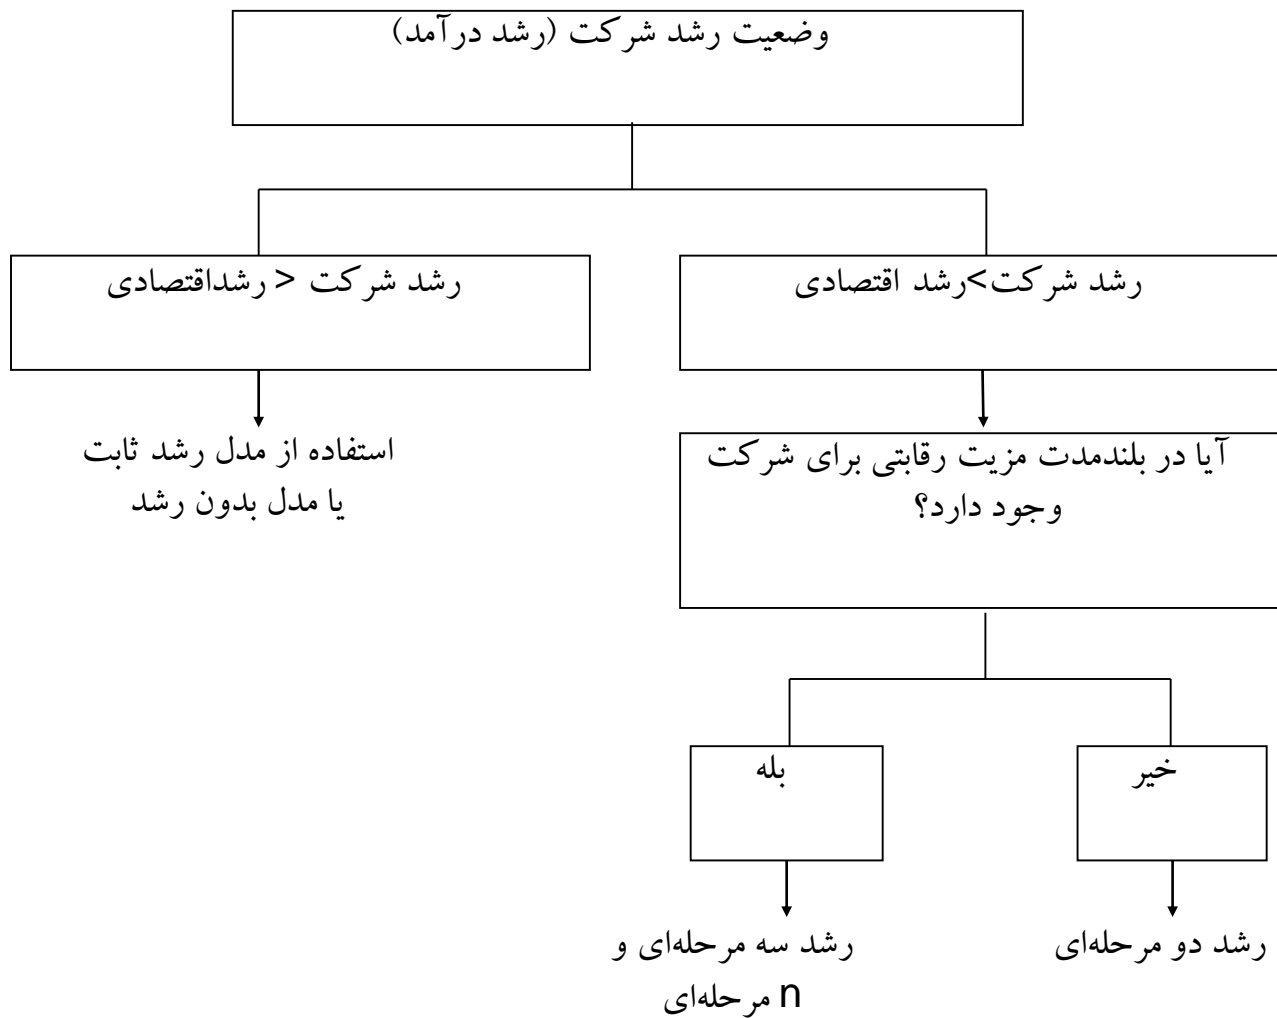 وضعیت رشد شرکت (رشد درآمد)
رشد شرکت>رشد اقتصادی
رشد شرکت < رشداقتصادی
استفاده از مدل رشد ثابت
یا مدل بدون رشد
آیا در بلندمدت مزیت رقابتی برای شرکت
وجود دارد؟
خیر
بله
رشد دو مرحله‌ای
رشد سه مرحله‌ای و
n مرحله‌ای